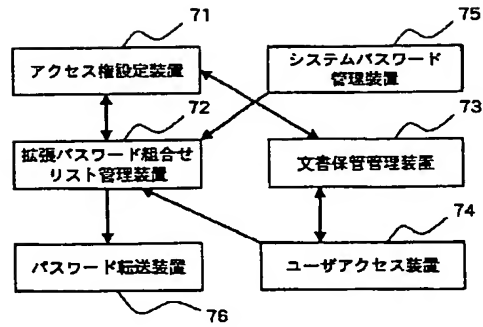 71
75
アクセス権設定装置
システムパスワード
管理装置
72
73
拡張パスワード組合せ
リスト管理装置
文書保管管理装置
74
パスワード転送装置
ユーザアクセス装置
76